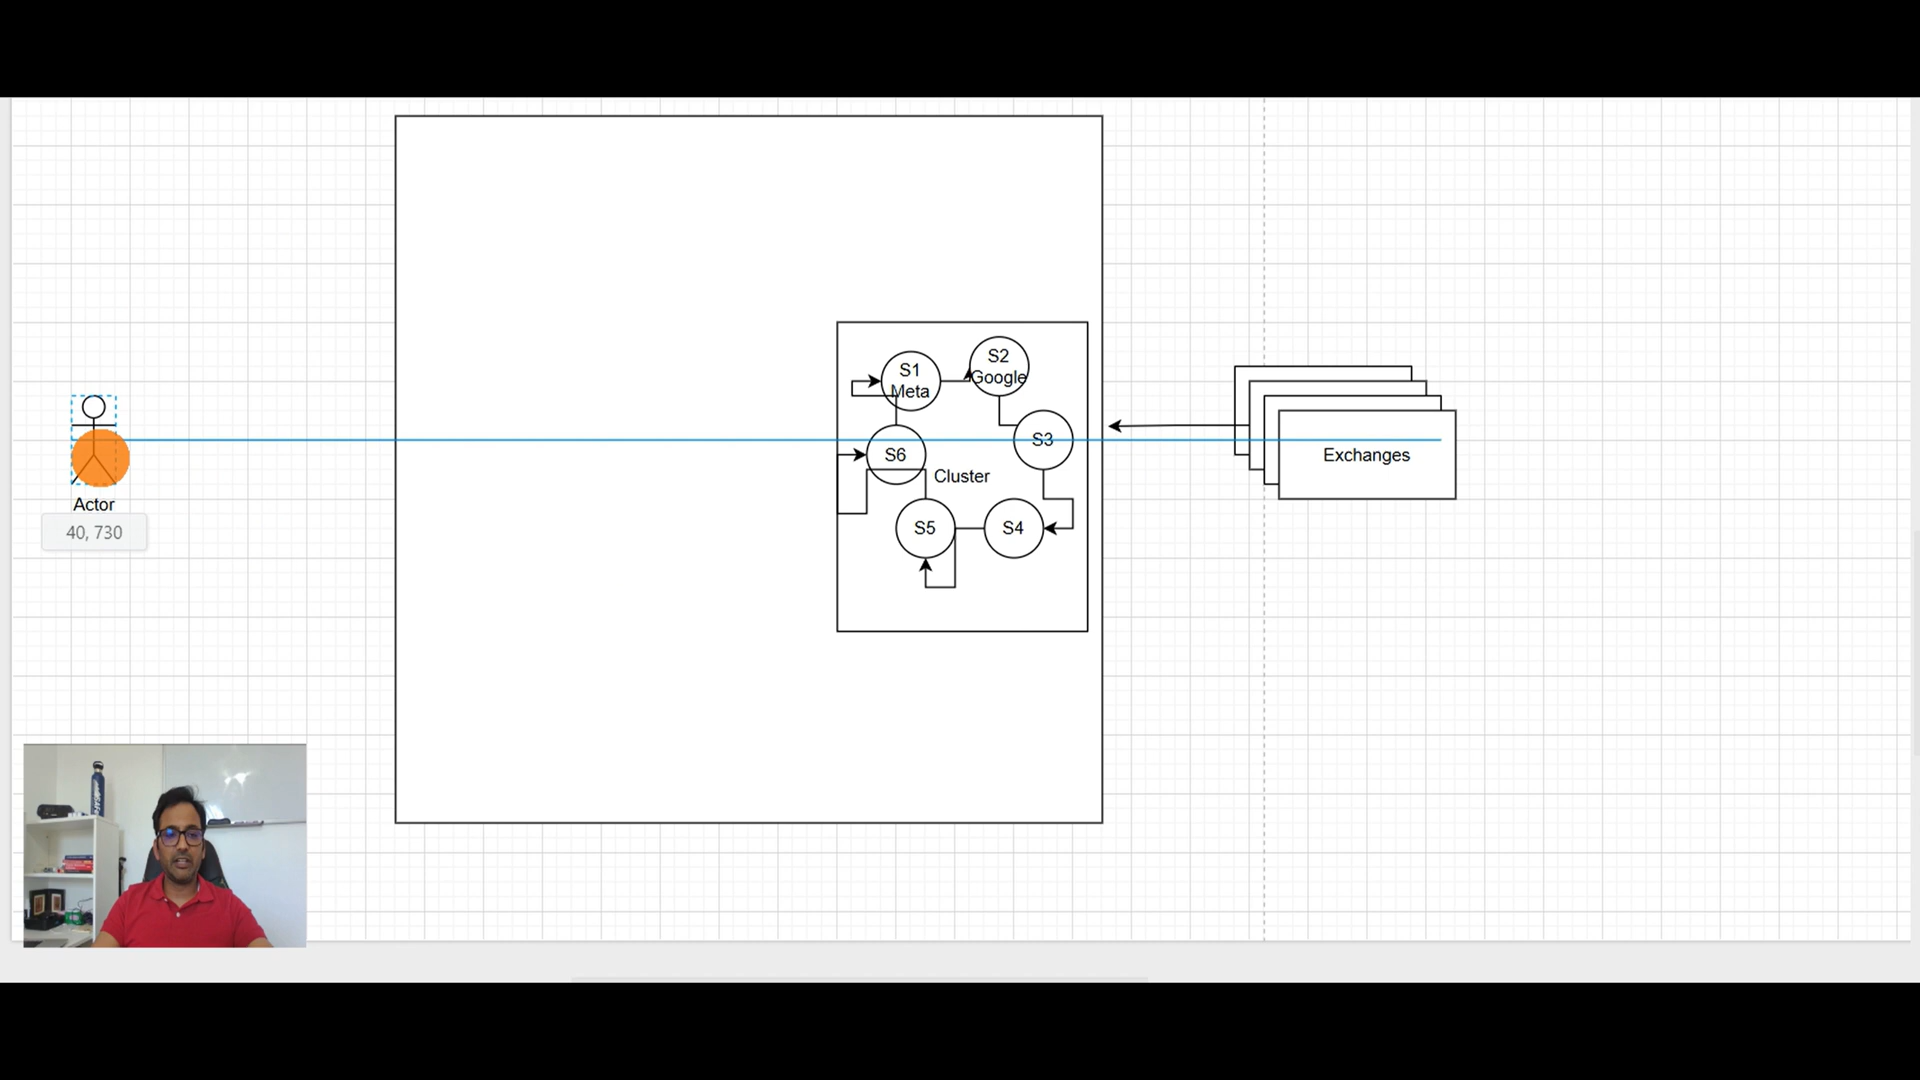 S1
Meta
S2
Google
S3
S6
Cluster
S5
S4
Exchanges
Actor
40, 730